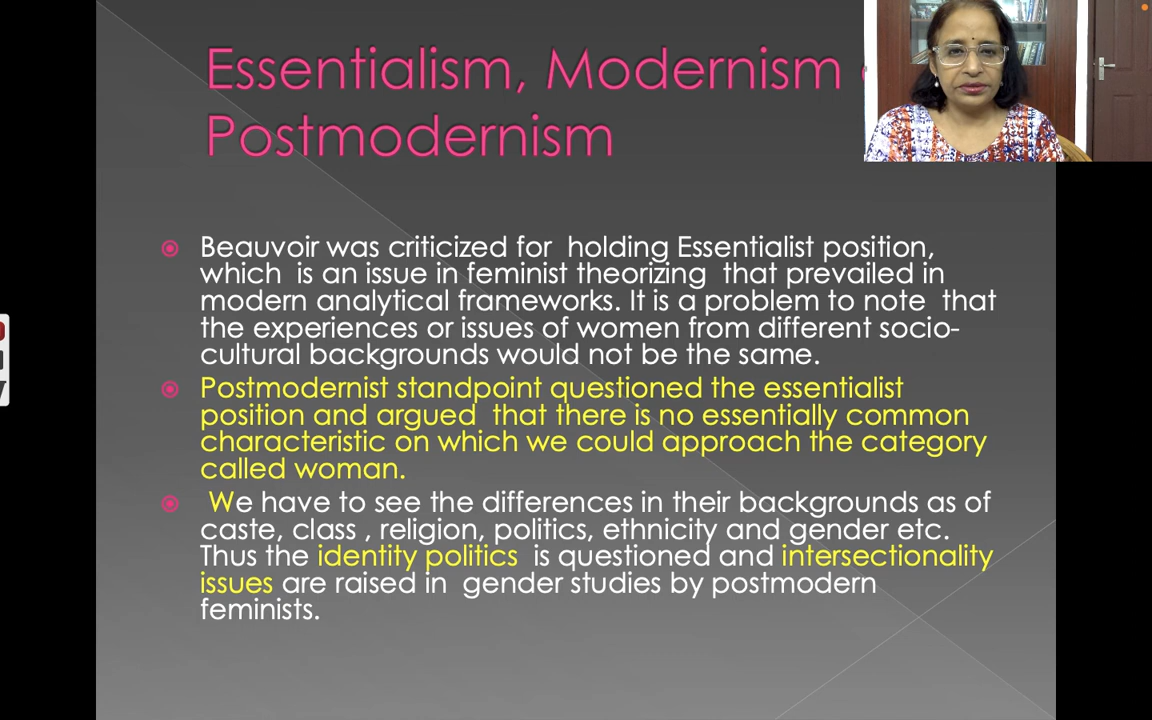 Essentialism, Modernism
Postmodernism
Beauvoir was criticized for holding Essentialist position,
which is an issue in feminist theorizing that prevailed in
modern analytical frameworks. It is a problem to note that
the experiences or issues of women from different socio-
cultural backgrounds would not be the same.
Postmodernist standpoint questioned the essentialist
position and argued that there is no essentially common
characteristic on which we could approach the category
called woman.
We have to see the differences in their backgrounds as of
caste, class , religion, politics, ethnicity and gender etc.
Thus the identity politics is questioned and intersectionality
issues are raised in gender studies by postmodern
feminists.